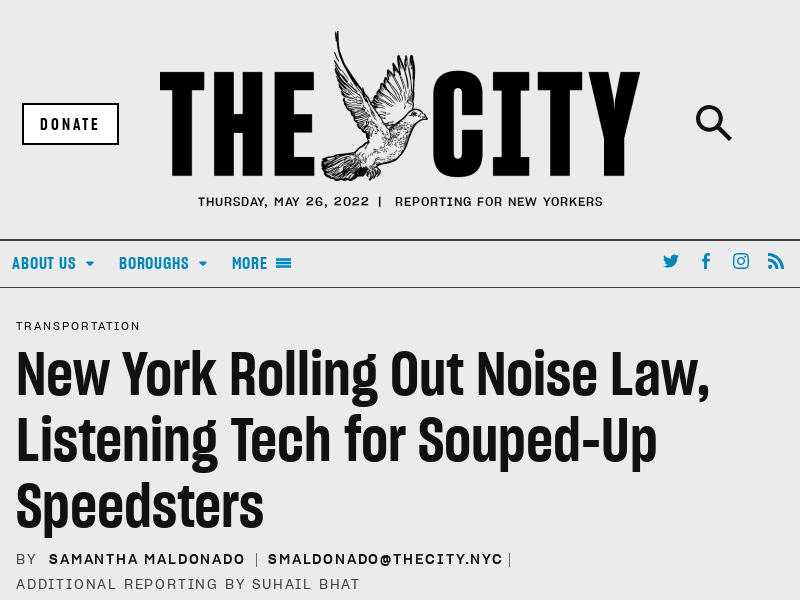 DONATE
THE CITY
THURSDAY, MAY 26, 2022 | REPORTING FOR NEW YORKERS
ABOUT US BOROUGHS MORE
TRANSPORTATION
New York Rolling Out Noise Law,
Listening Tech for Souped-Up
Speedsters
BY SAMANTHA MALDONADO | SMALDONADO@THECITY.NYC |
ADDITIONAL REPORTING BY SUHAIL BHAT